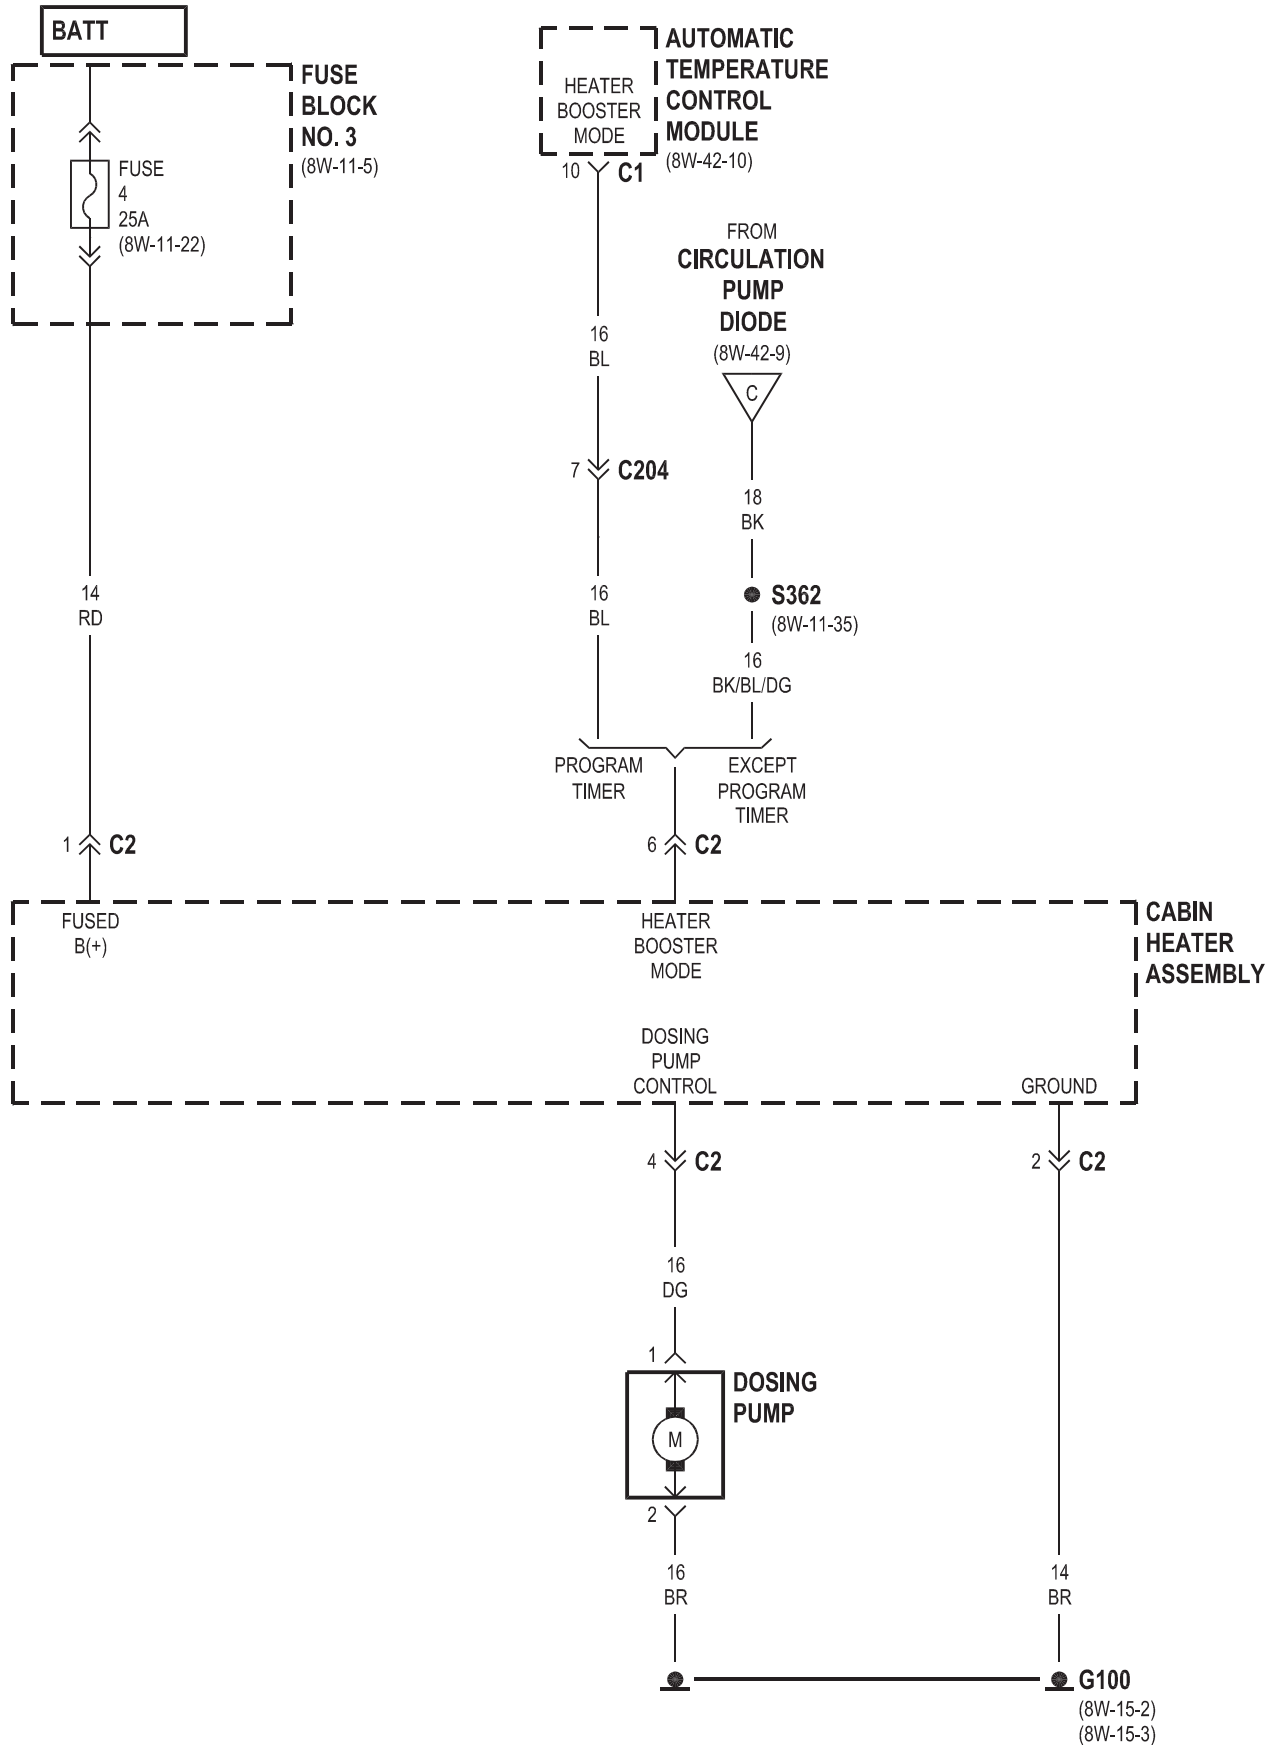 BATT
FUSE
BLOCK
NO. 3
(8W-11-5)
FUSE
4
25A
(8W-11-22)
AUTOMATIC
TEMPERATURE
CONTROL
MODULE
(8W-42-10)
HEATER
BOOSTER
MODE
10
C1
FROM
CIRCULATION
PUMP
DIODE
(8W-42-9)
C
16
BL
7
C204
18
BK
14
RD
16
BL
S362
(8W-11-35)
16
BK/BL/DG
PROGRAM
TIMER
EXCEPT
PROGRAM
TIMER
1
C2
6
C2
FUSED
B(+)
HEATER
BOOSTER
MODE
CABIN
HEATER
ASSEMBLY
DOSING
PUMP
CONTROL
GROUND
4
C2
2
C2
16
DG
1
DOSING
PUMP
M
2
16
BR
14
BR
G100
(8W-15-2)
(8W-15-3)